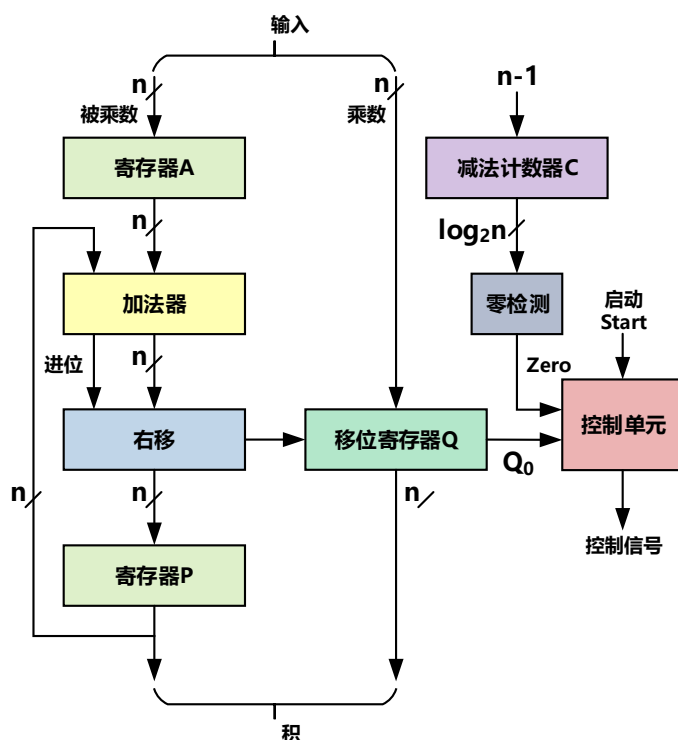 输入
n
被乘数
n
乘数
n-1
寄存器A
减法计数器C
n
log₂n
加法器
零检测
启动
Start
进位
n
Zero
右移
移位寄存器Q
控制单元
Q₀
n
n
n
控制信号
寄存器P
积